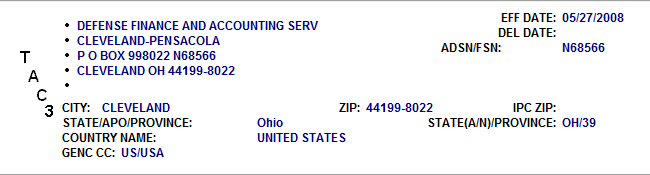 TAC3
• DEFENSE FINANCE AND ACCOUNTING SERV
• CLEVELAND-PENSACOLA
• P O BOX 998022 N68566
• CLEVELAND OH 44199-8022
•
EFF DATE: 05/27/2008
DEL DATE:
ADSN/FSN: N68566
CITY: CLEVELAND ZIP: 44199-8022 IPC ZIP:
STATE/APO/PROVINCE: Ohio STATE(A/N)/PROVINCE: OH/39
COUNTRY NAME: UNITED STATES
GENC CC: US/USA